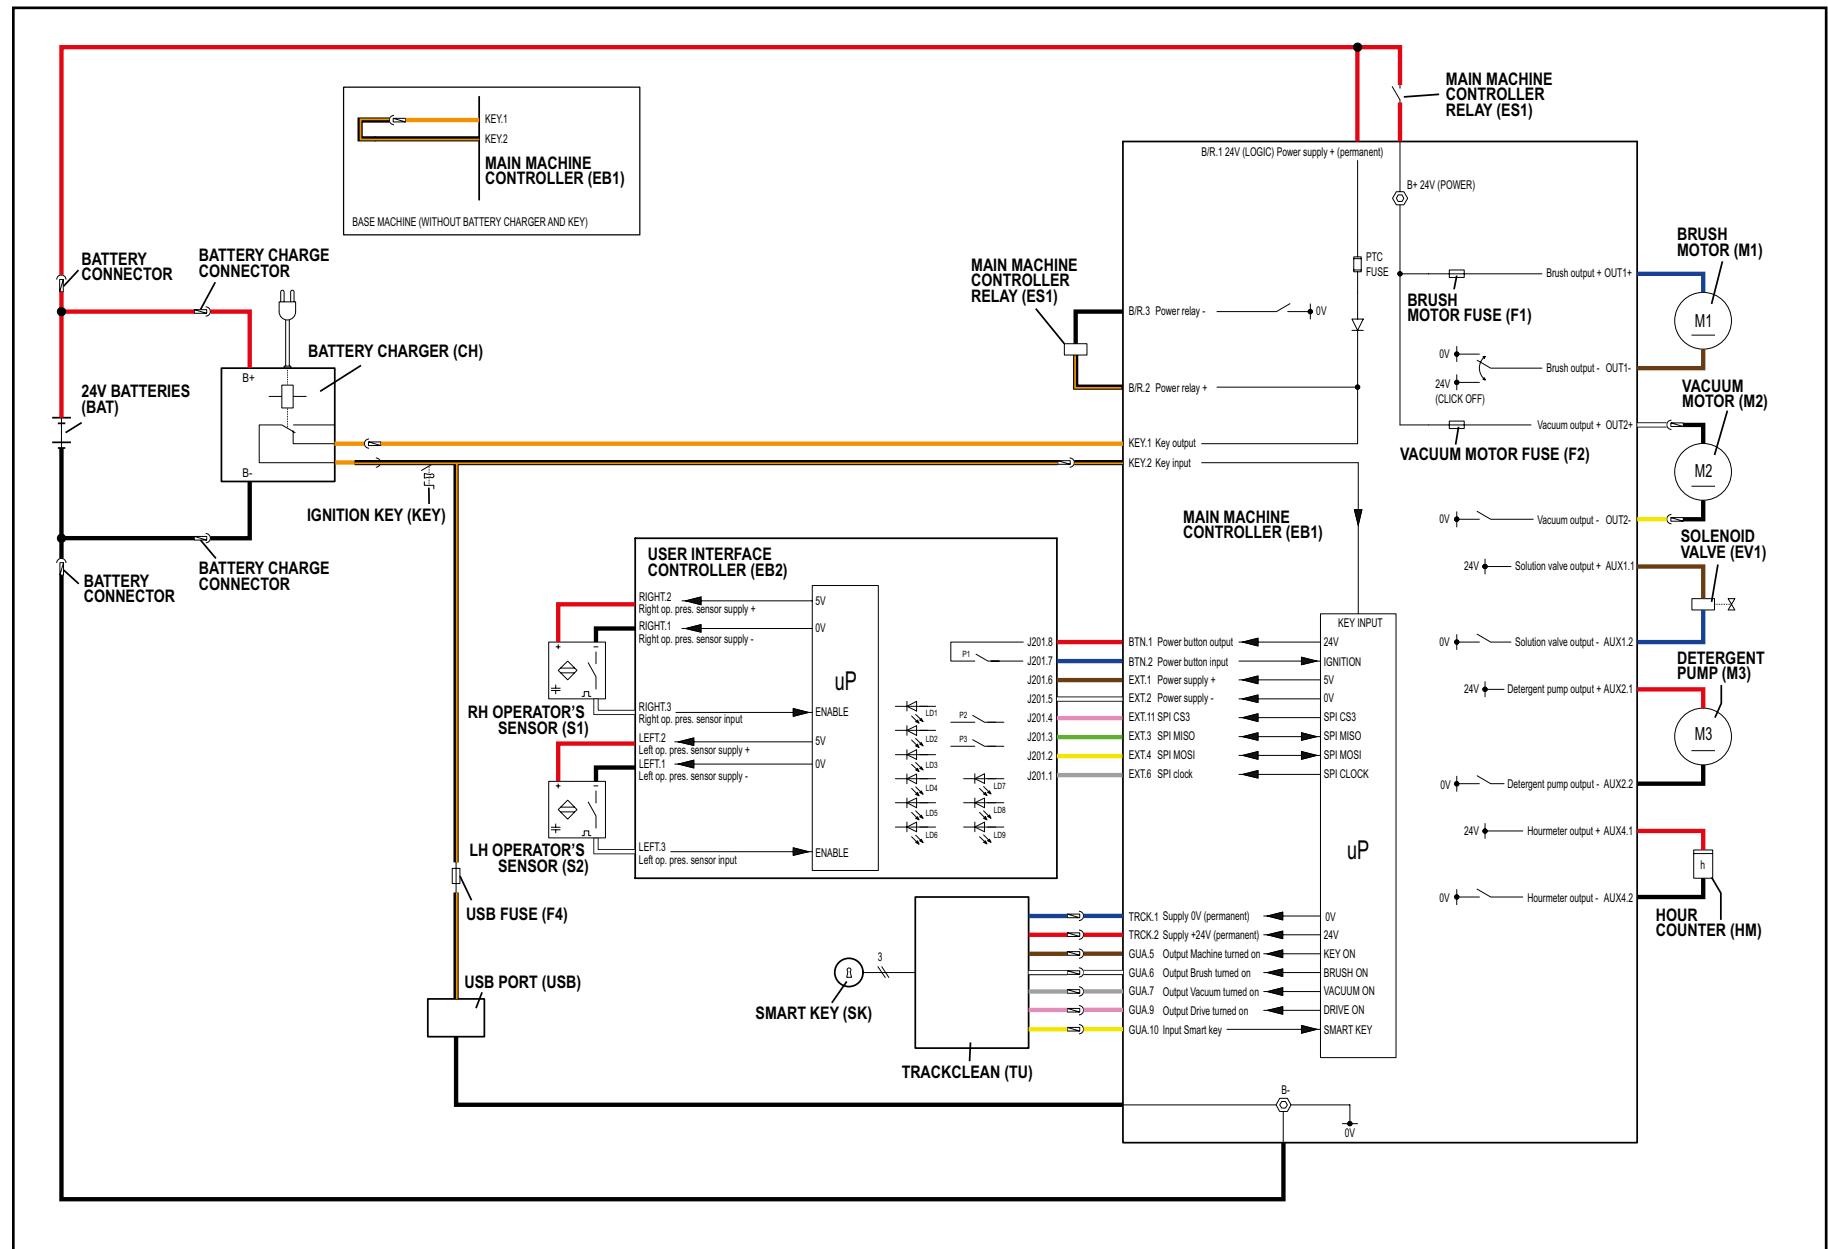 MAIN MACHINE
CONTROLLER
RELAY (ES1)
KEY.1
KEY.2
MAIN MACHINE
CONTROLLER (EB1)
BASE MACHINE (WITHOUT BATTERY CHARGER AND KEY)
B/R.1 24V (LOGIC) Power supply + (permanent)
B+ 24V (POWER)
BATTERY
CONNECTOR
BATTERY CHARGE
CONNECTOR
MAIN MACHINE
CONTROLLER
RELAY (ES1)
PTC
FUSE
BRUSH
MOTOR (M1)
Brush output + OUT1+
BRUSH
MOTOR FUSE (F1)
M1
B/R.3 Power relay -
0V
BATTERY CHARGER (CH)
B+
0V
24V
(CLICK OFF)
Brush output - OUT1-
24V BATTERIES
(BAT)
B/R.2 Power relay +
VACUUM
MOTOR (M2)
Vacuum output + OUT2+
VACUUM MOTOR FUSE (F2)
KEY.1 Key output
KEY.2 Key input
B-
M2
IGNITION KEY (KEY)
MAIN MACHINE
CONTROLLER (EB1)
0V
Vacuum output - OUT2-
SOLENOID
VALVE (EV1)
24V
Solution valve output + AUX1.1
BATTERY
CONNECTOR
BATTERY CHARGE
CONNECTOR
USER INTERFACE
CONTROLLER (EB2)
RIGHT.2
Right op. pres. sensor supply +
5V
RIGHT.1
Right op. pres. sensor supply -
0V
+
−
uP
RIGHT.3
Right op. pres. sensor input
ENABLE
RH OPERATOR'S
SENSOR (S1)
LEFT.2
Left op. pres. sensor supply +
5V
LEFT.1
Left op. pres. sensor supply -
0V
+
−
LEFT.3
Left op. pres. sensor input
ENABLE
LH OPERATOR'S
SENSOR (S2)
P1
P2
P3
LD1
LD2
LD3
LD4
LD5
LD6
LD7
LD8
LD9
J201.8
J201.7
J201.6
J201.5
J201.4
J201.3
J201.2
J201.1
KEY INPUT
BTN.1 Power button output
24V
BTN.2 Power button input
IGNITION
EXT.1 Power supply +
5V
EXT.2 Power supply -
0V
EXT.11 SPI CS3
SPI CS3
EXT.3 SPI MISO
SPI MISO
EXT.4 SPI MOSI
SPI MOSI
EXT.6 SPI clock
SPI CLOCK
uP
0V
Solution valve output - AUX1.2
DETERGENT
PUMP (M3)
24V
Detergent pump output + AUX2.1
M3
0V
Detergent pump output - AUX2.2
24V
Hourmeter output + AUX4.1
h
0V
Hourmeter output - AUX4.2
HOUR
COUNTER (HM)
USB FUSE (F4)
USB PORT (USB)
3
SMART KEY (SK)
TRACKCLEAN (TU)
TRCK.1 Supply 0V (permanent)
0V
TRCK.2 Supply +24V (permanent)
24V
GUA.5 Output Machine turned on
KEY ON
GUA.6 Output Brush turned on
BRUSH ON
GUA.7 Output Vacuum turned on
VACUUM ON
GUA.9 Output Drive turned on
DRIVE ON
GUA.10 Input Smart key
SMART KEY
B-
0V